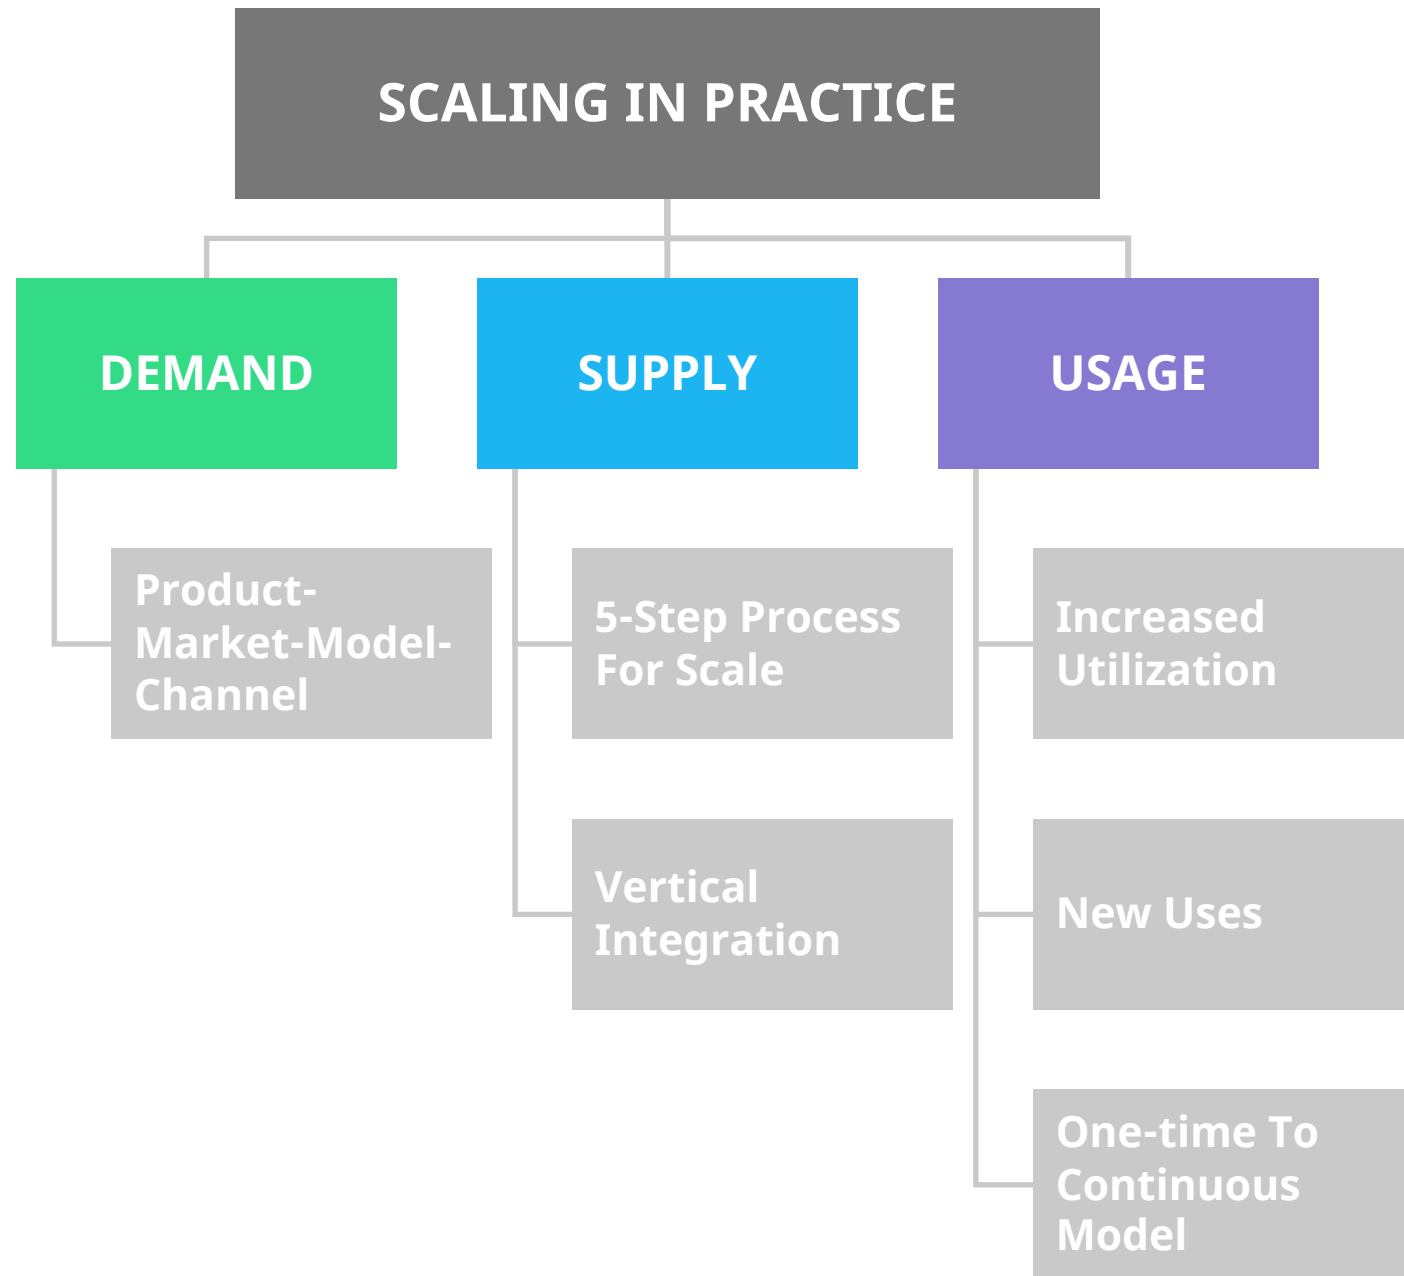 SCALING IN PRACTICE
DEMAND
SUPPLY
USAGE
Product-
Market-Model-
Channel
5-Step Process
For Scale
Increased
Utilization
Vertical
Integration
New Uses
One-time To
Continuous
Model